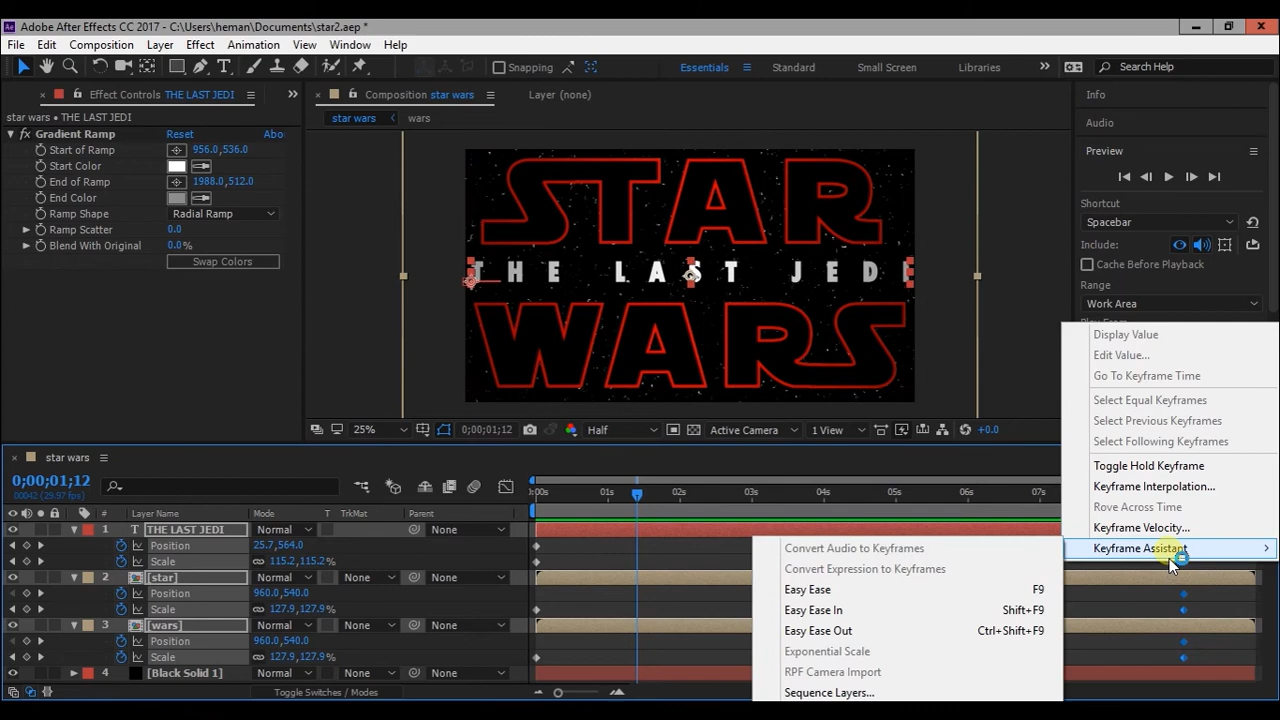 Adobe After Effects CC 2017 - C:\Users\heman\Documents\star2.aep *
File Edit Composition Layer Effect Animation View Window Help
Snapping Essentials Standard Small Screen Libraries Search Help
Effect Controls THE LAST JEDI
Composition star wars
Layer (none)
Info
star wars • THE LAST JEDI
star wars
wars
Audio
fx Gradient Ramp Reset Abo
Start of Ramp 956.0,536.0
Start Color
End of Ramp 1988.0,512.0
End Color
Ramp Shape Radial Ramp
Ramp Scatter 0.0
Blend With Original 0.0%
Swap Colors
STAR
THE LAST JEDI
WARS
Preview
Shortcut
Spacebar
Include:
Cache Before Playback
Range
Work Area
25% 0;00;01;12 Half Active Camera 1 View +0.0
Display Value
Edit Value...
Go To Keyframe Time
Select Equal Keyframes
Select Previous Keyframes
Select Following Keyframes
Toggle Hold Keyframe
Keyframe Interpolation...
Rove Across Time
Keyframe Velocity...
Keyframe Assistant
Convert Audio to Keyframes
Convert Expression to Keyframes
Easy Ease F9
Easy Ease In Shift+F9
Easy Ease Out Ctrl+Shift+F9
Exponential Scale
RPF Camera Import
Sequence Layers...
star wars
0;00;01;12
00042 (29.97 fps)
:00s 01s 02s 03s 04s 05s 06s 07s
# Layer Name Mode T TrkMat Parent
1 T THE LAST JEDI Normal None
Position 25.7,564.0
Scale 115.2,115.2%
2 [star] Normal None None
Position 960.0,540.0
Scale 127.9,127.9%
3 [wars] Normal None None
Position 960.0,540.0
Scale 127.9,127.9%
4 [Black Solid 1] Normal None None
Toggle Switches / Modes